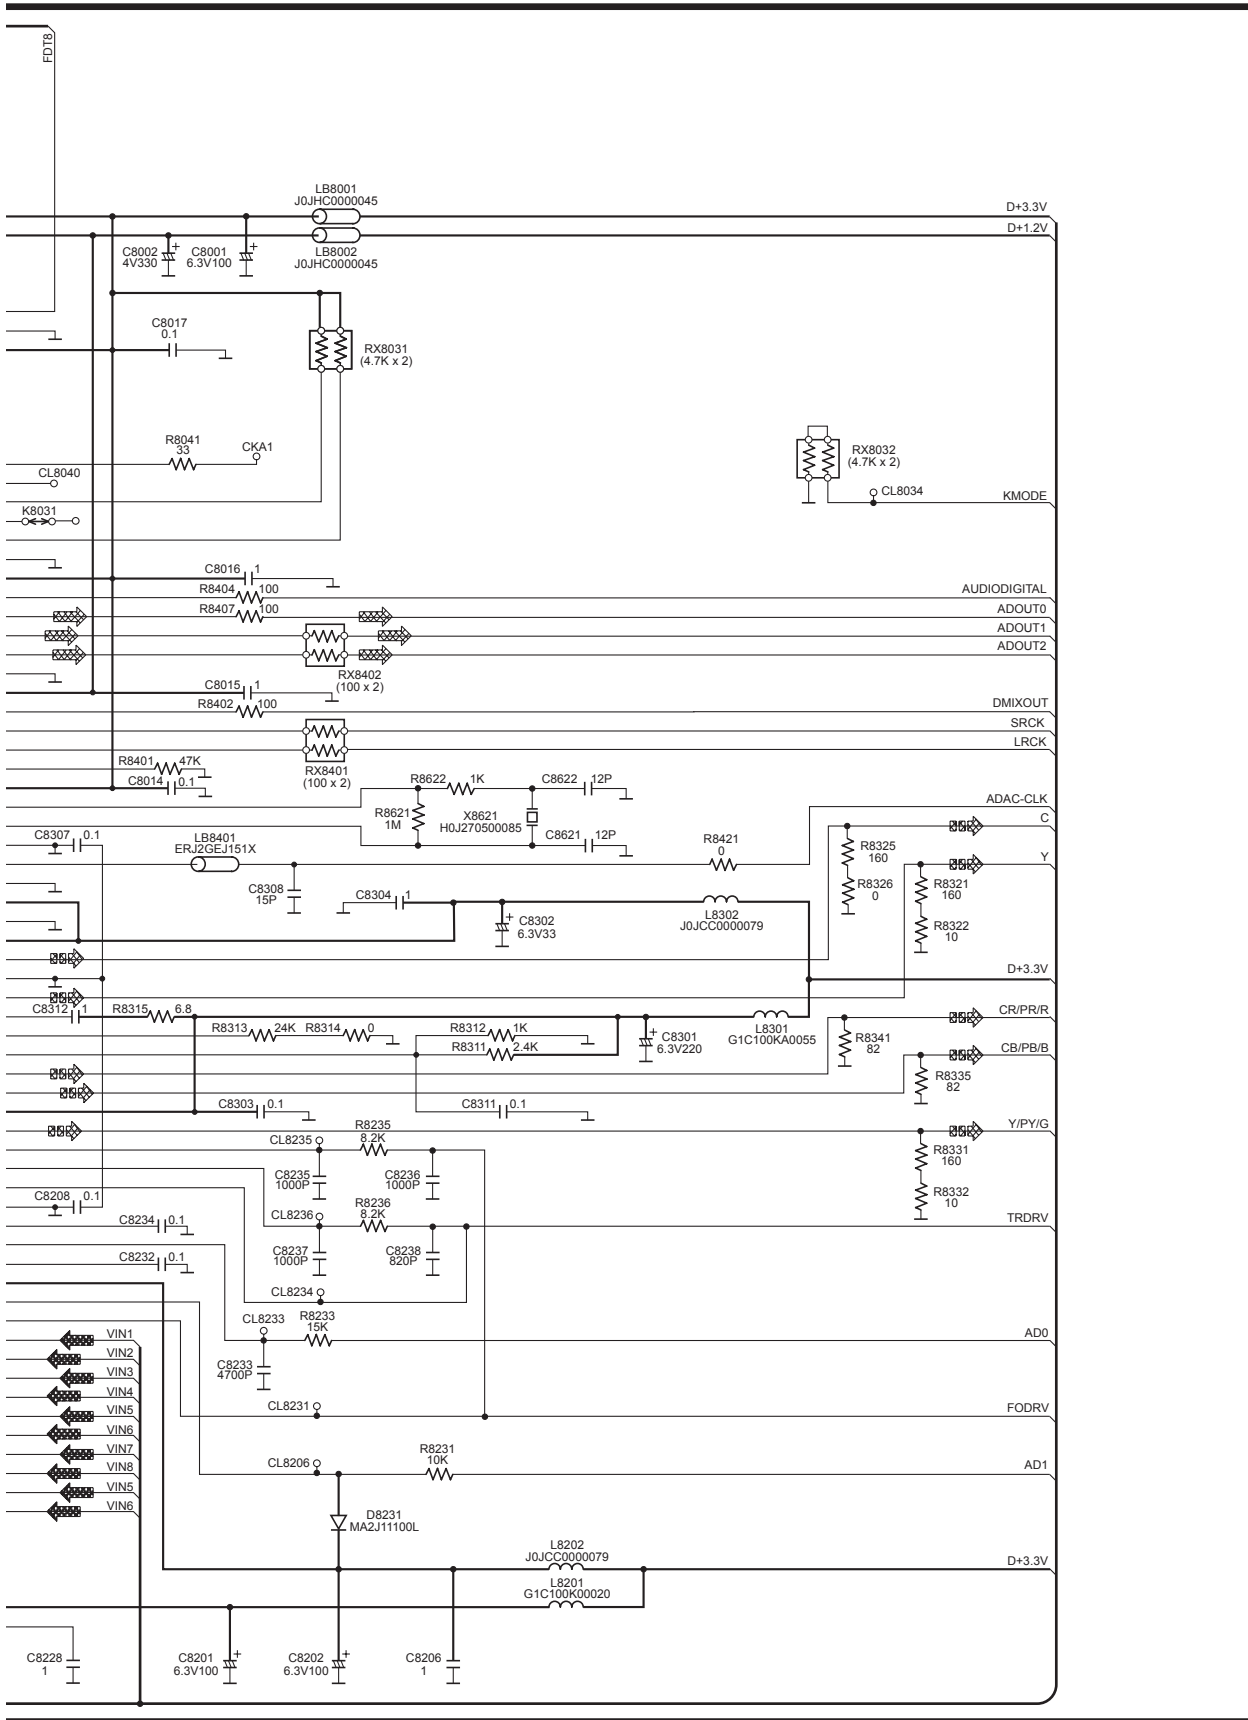 FDT8
LB8001
J0JHC0000045
D+3.3V
D+1.2V
C8002
4V330
+
C8001
6.3V100
+
LB8002
J0JHC0000045
C8017
0.1
RX8031
(4.7K x 2)
R8041
33
CKA1
CL8040
RX8032
(4.7K x 2)
CL8034
KMODE
K8031
C8016 1
R8404 100
AUDIODIGITAL
R8407 100
ADOUT0
ADOUT1
ADOUT2
RX8402
(100 x 2)
C8015 1
R8402 100
DMIXOUT
SRCK
LRCK
R8401 47K
RX8401
(100 x 2)
C8014 0.1
R8622 1K
C8622 12P
ADAC-CLK
R8621
1M
X8621
H0J270500085
C
C8307 0.1
LB8401
ERJ2GEJ151X
C8621 12P
R8421
0
R8325
160
Y
C8308
15P
C8304 1
R8326
0
R8321
160
C8302
6.3V33
+
L8302
J0JCC0000079
R8322
10
D+3.3V
C8312 1
R8315 6.8
CR/PR/R
R8313 24K
R8314 0
R8312 1K
R8311 2.4K
C8301
6.3V220
+
L8301
G1C100KA0055
R8341
82
CB/PB/B
R8335
82
C8303 0.1
C8311 0.1
Y/PY/G
CL8235
R8235
8.2K
R8331
160
C8235
1000P
C8236
1000P
R8332
10
C8208 0.1
C8234 0.1
CL8236
R8236
8.2K
TRDRV
C8232 0.1
C8237
1000P
C8238
820P
CL8234
CL8233
R8233
15K
AD0
VIN1
VIN2
VIN3
VIN4
VIN5
VIN6
VIN7
VIN8
VIN5
VIN6
C8233
4700P
CL8231
FODRV
CL8206
R8231
10K
AD1
D8231
MA2J11100L
L8202
J0JCC0000079
D+3.3V
L8201
G1C100K00020
C8228
1
C8201
6.3V100
+
C8202
6.3V100
+
C8206
1